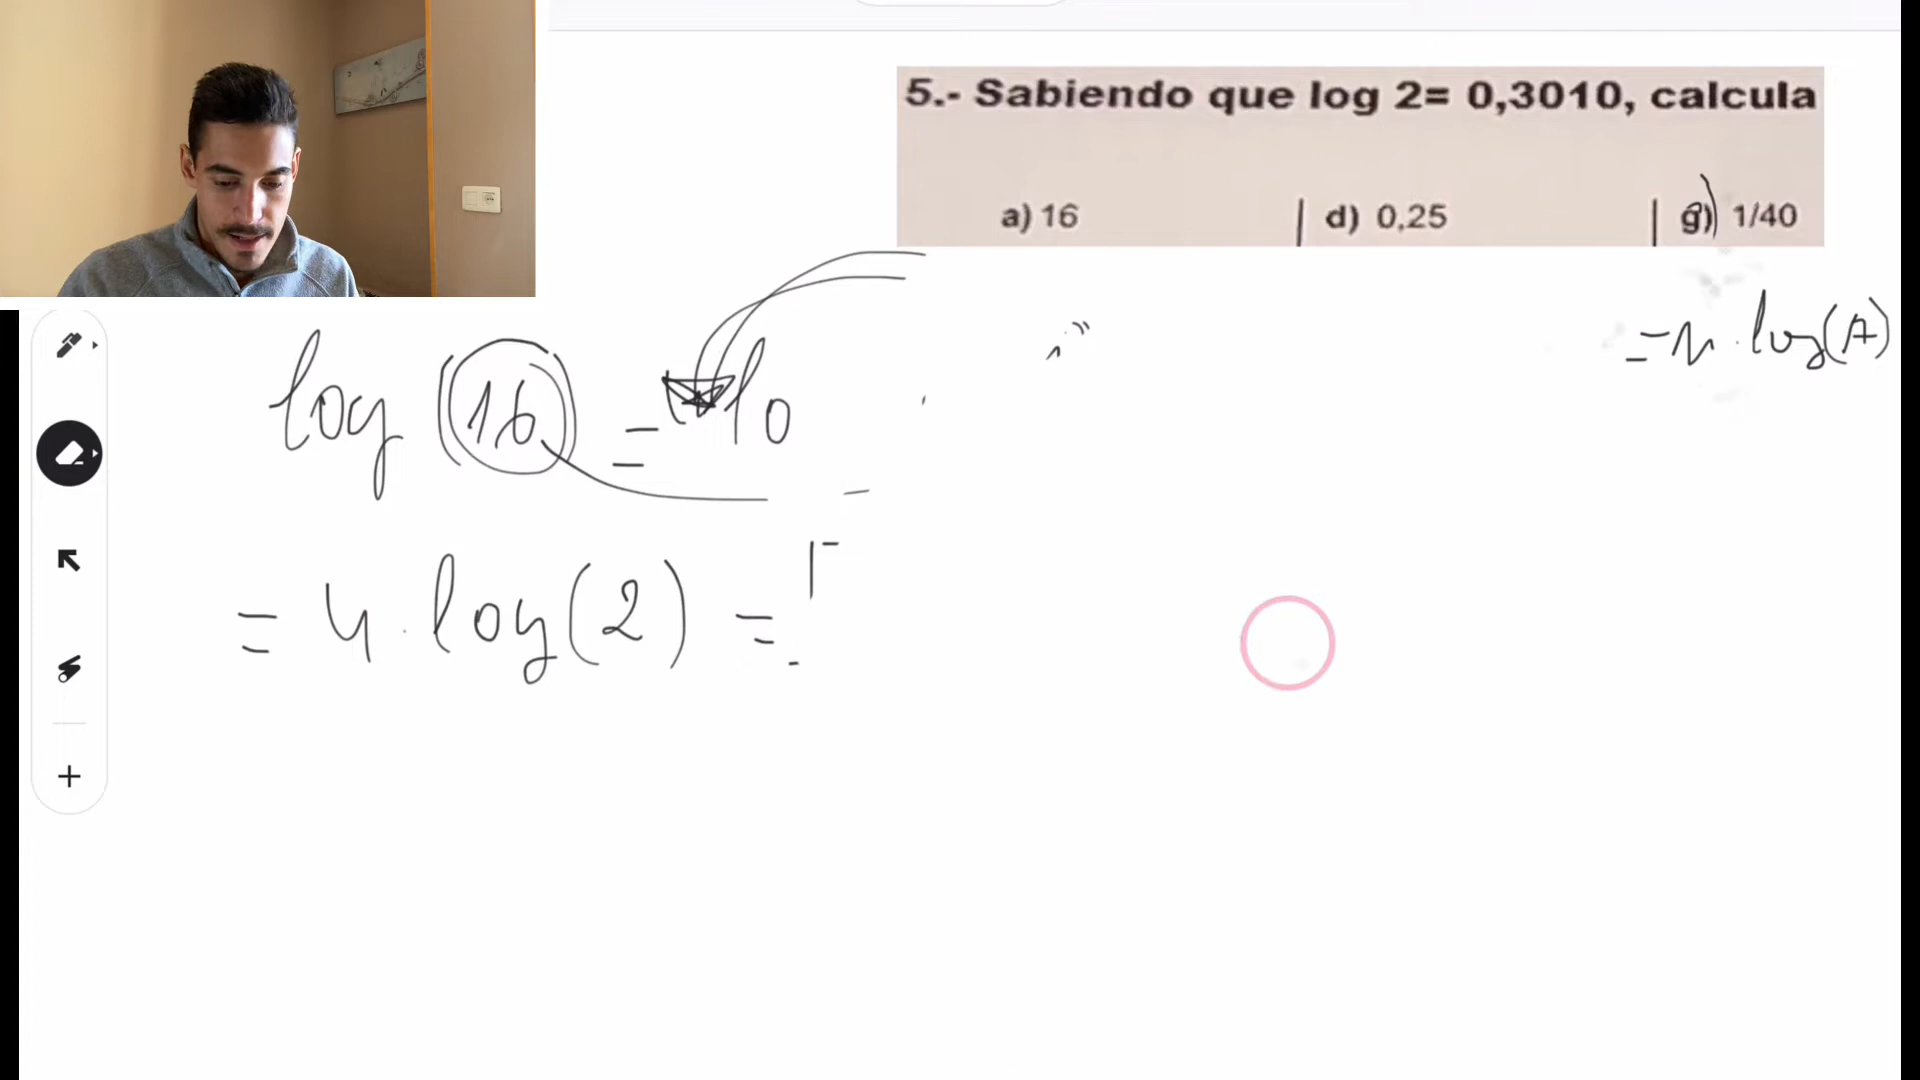 5.- Sabiendo que log 2= 0,3010, calcula
a) 16 | d) 0,25 | g) 1/40
= n · log(A)
log (16) = lo
= 4 · log(2) =